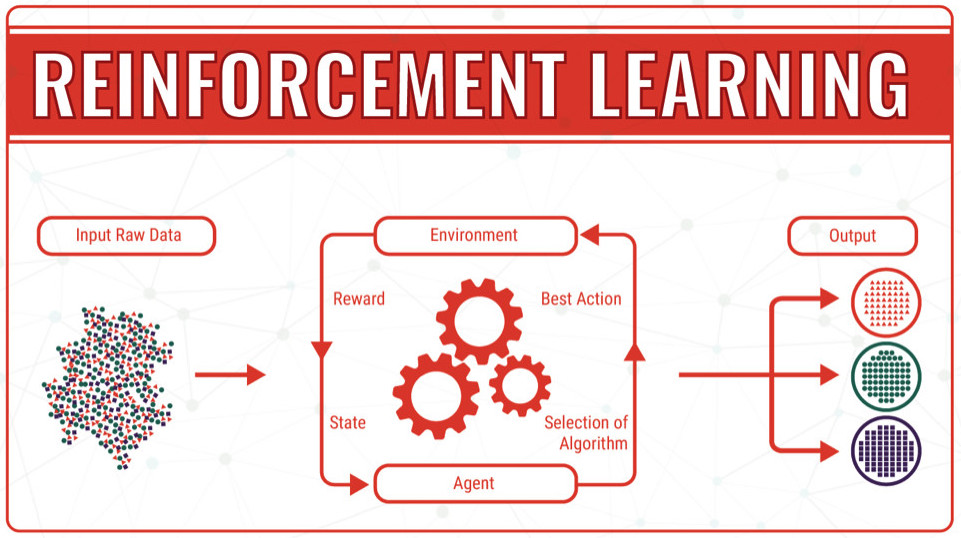 REINFORCEMENT LEARNING
Input Raw Data
Environment
Output
Reward
Best Action
State
Selection of
Algorithm
Agent